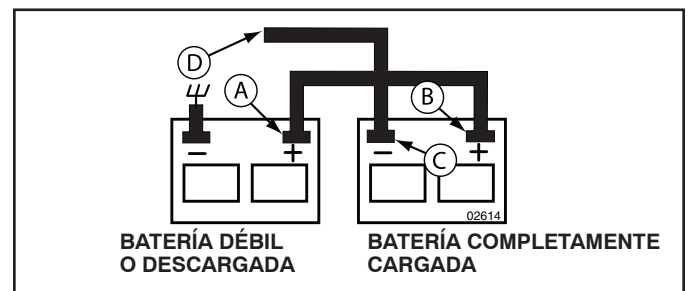 D
A
B
C
– +
– +
02614
BATERÍA DÉBIL
O DESCARGADA
BATERÍA COMPLETAMENTE
CARGADA